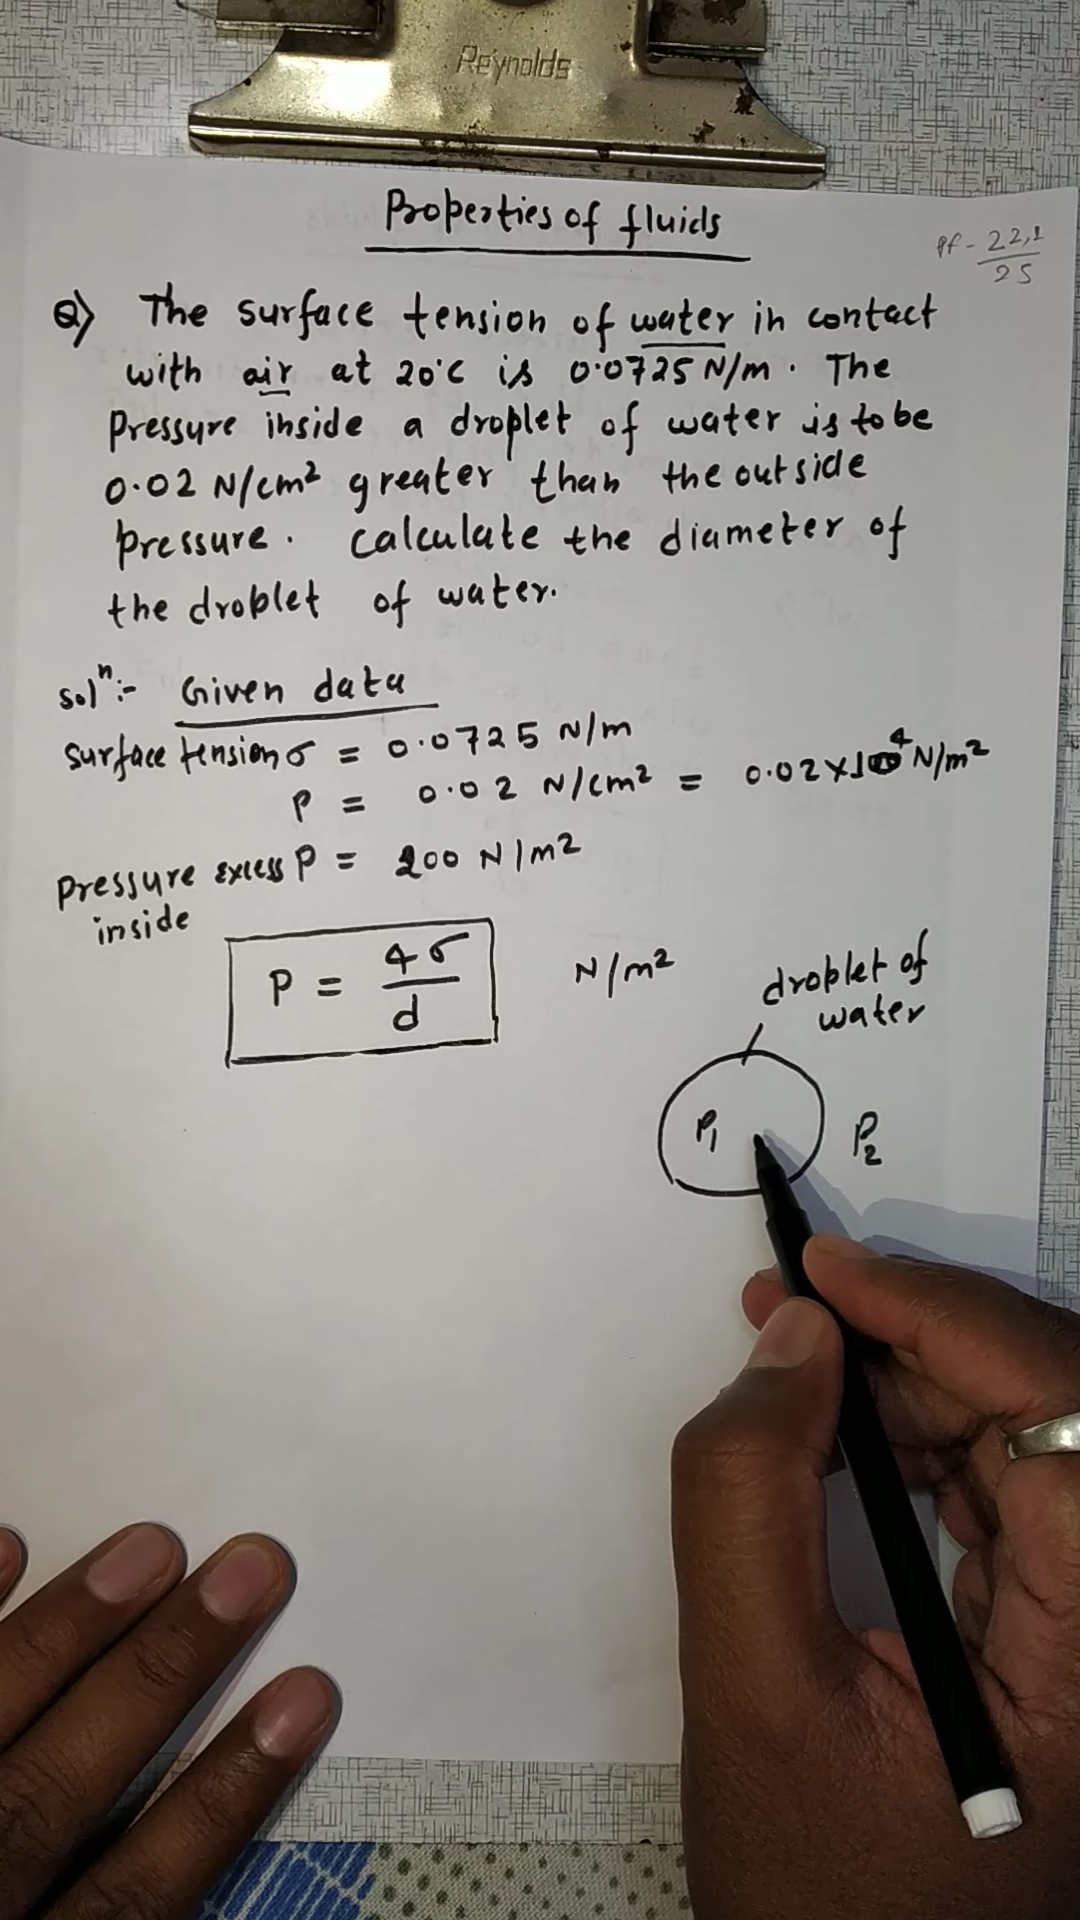 Reynolds
Properties of fluids
Pf - 22,1
25
Q) The surface tension of water in contact
with air at 20°C is 0.0725 N/m. The
Pressure inside a droplet of water is to be
0.02 N/cm² greater than the outside
pressure. Calculate the diameter of
the droplet of water.
Solⁿ:- Given data
Surface tension σ = 0.0725 N/m
P = 0.02 N/cm² = 0.02×10⁴ N/m²
Pressure excess P = 200 N/m²
inside
P = 4σ/d N/m²
droplet of
water
P₁ P₂